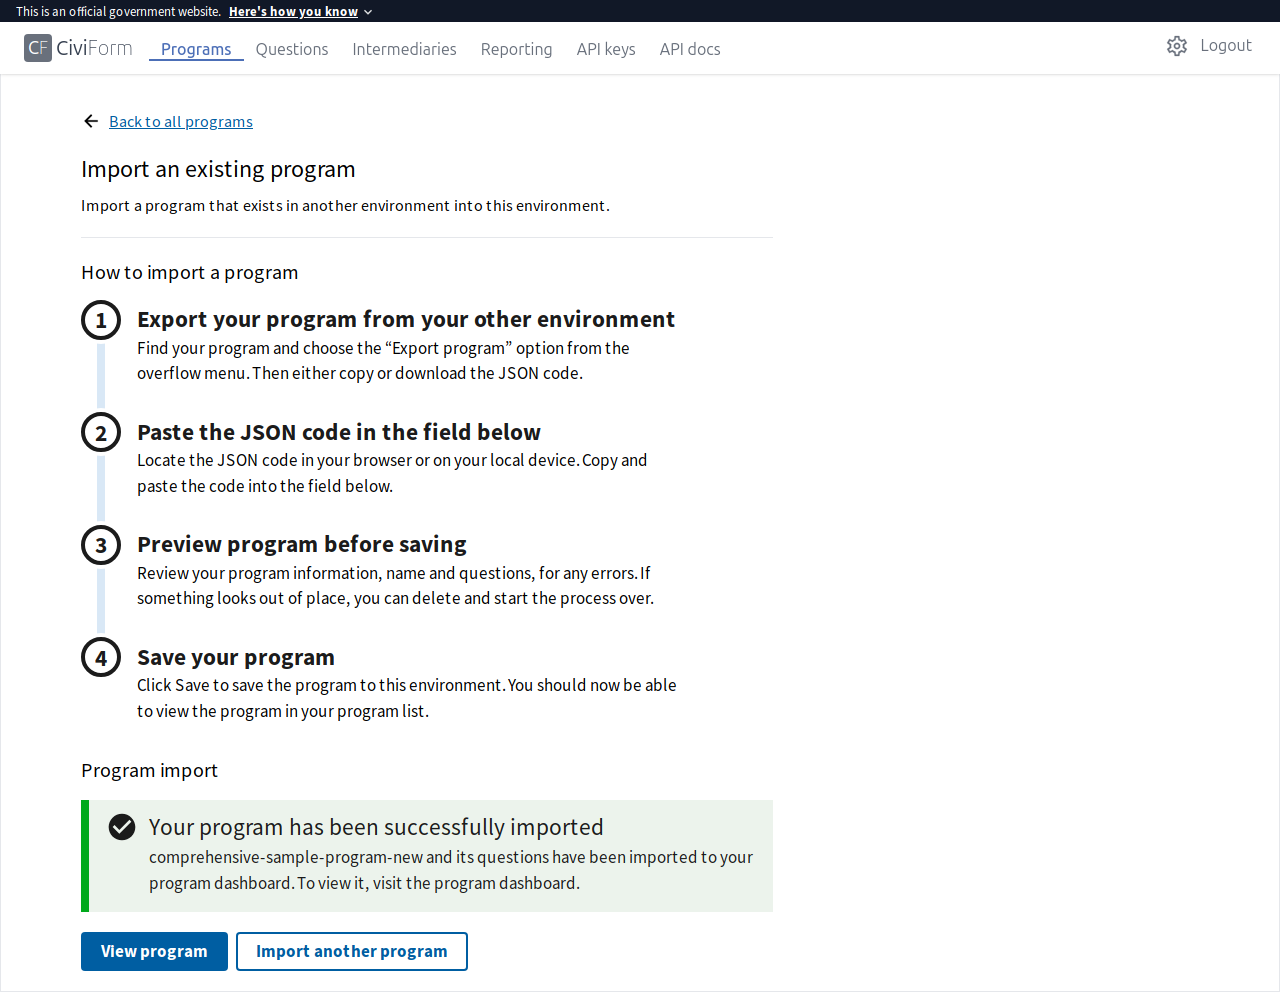 This is an official government website. Here's how you know
CF CiviForm Programs Questions Intermediaries Reporting API keys API docs Logout
Back to all programs
Import an existing program
Import a program that exists in another environment into this environment.
How to import a program
1 Export your program from your other environment
Find your program and choose the “Export program” option from the
overflow menu. Then either copy or download the JSON code.
2 Paste the JSON code in the field below
Locate the JSON code in your browser or on your local device. Copy and
paste the code into the field below.
3 Preview program before saving
Review your program information, name and questions, for any errors. If
something looks out of place, you can delete and start the process over.
4 Save your program
Click Save to save the program to this environment. You should now be able
to view the program in your program list.
Program import
Your program has been successfully imported
comprehensive-sample-program-new and its questions have been imported to your
program dashboard. To view it, visit the program dashboard.
View program Import another program